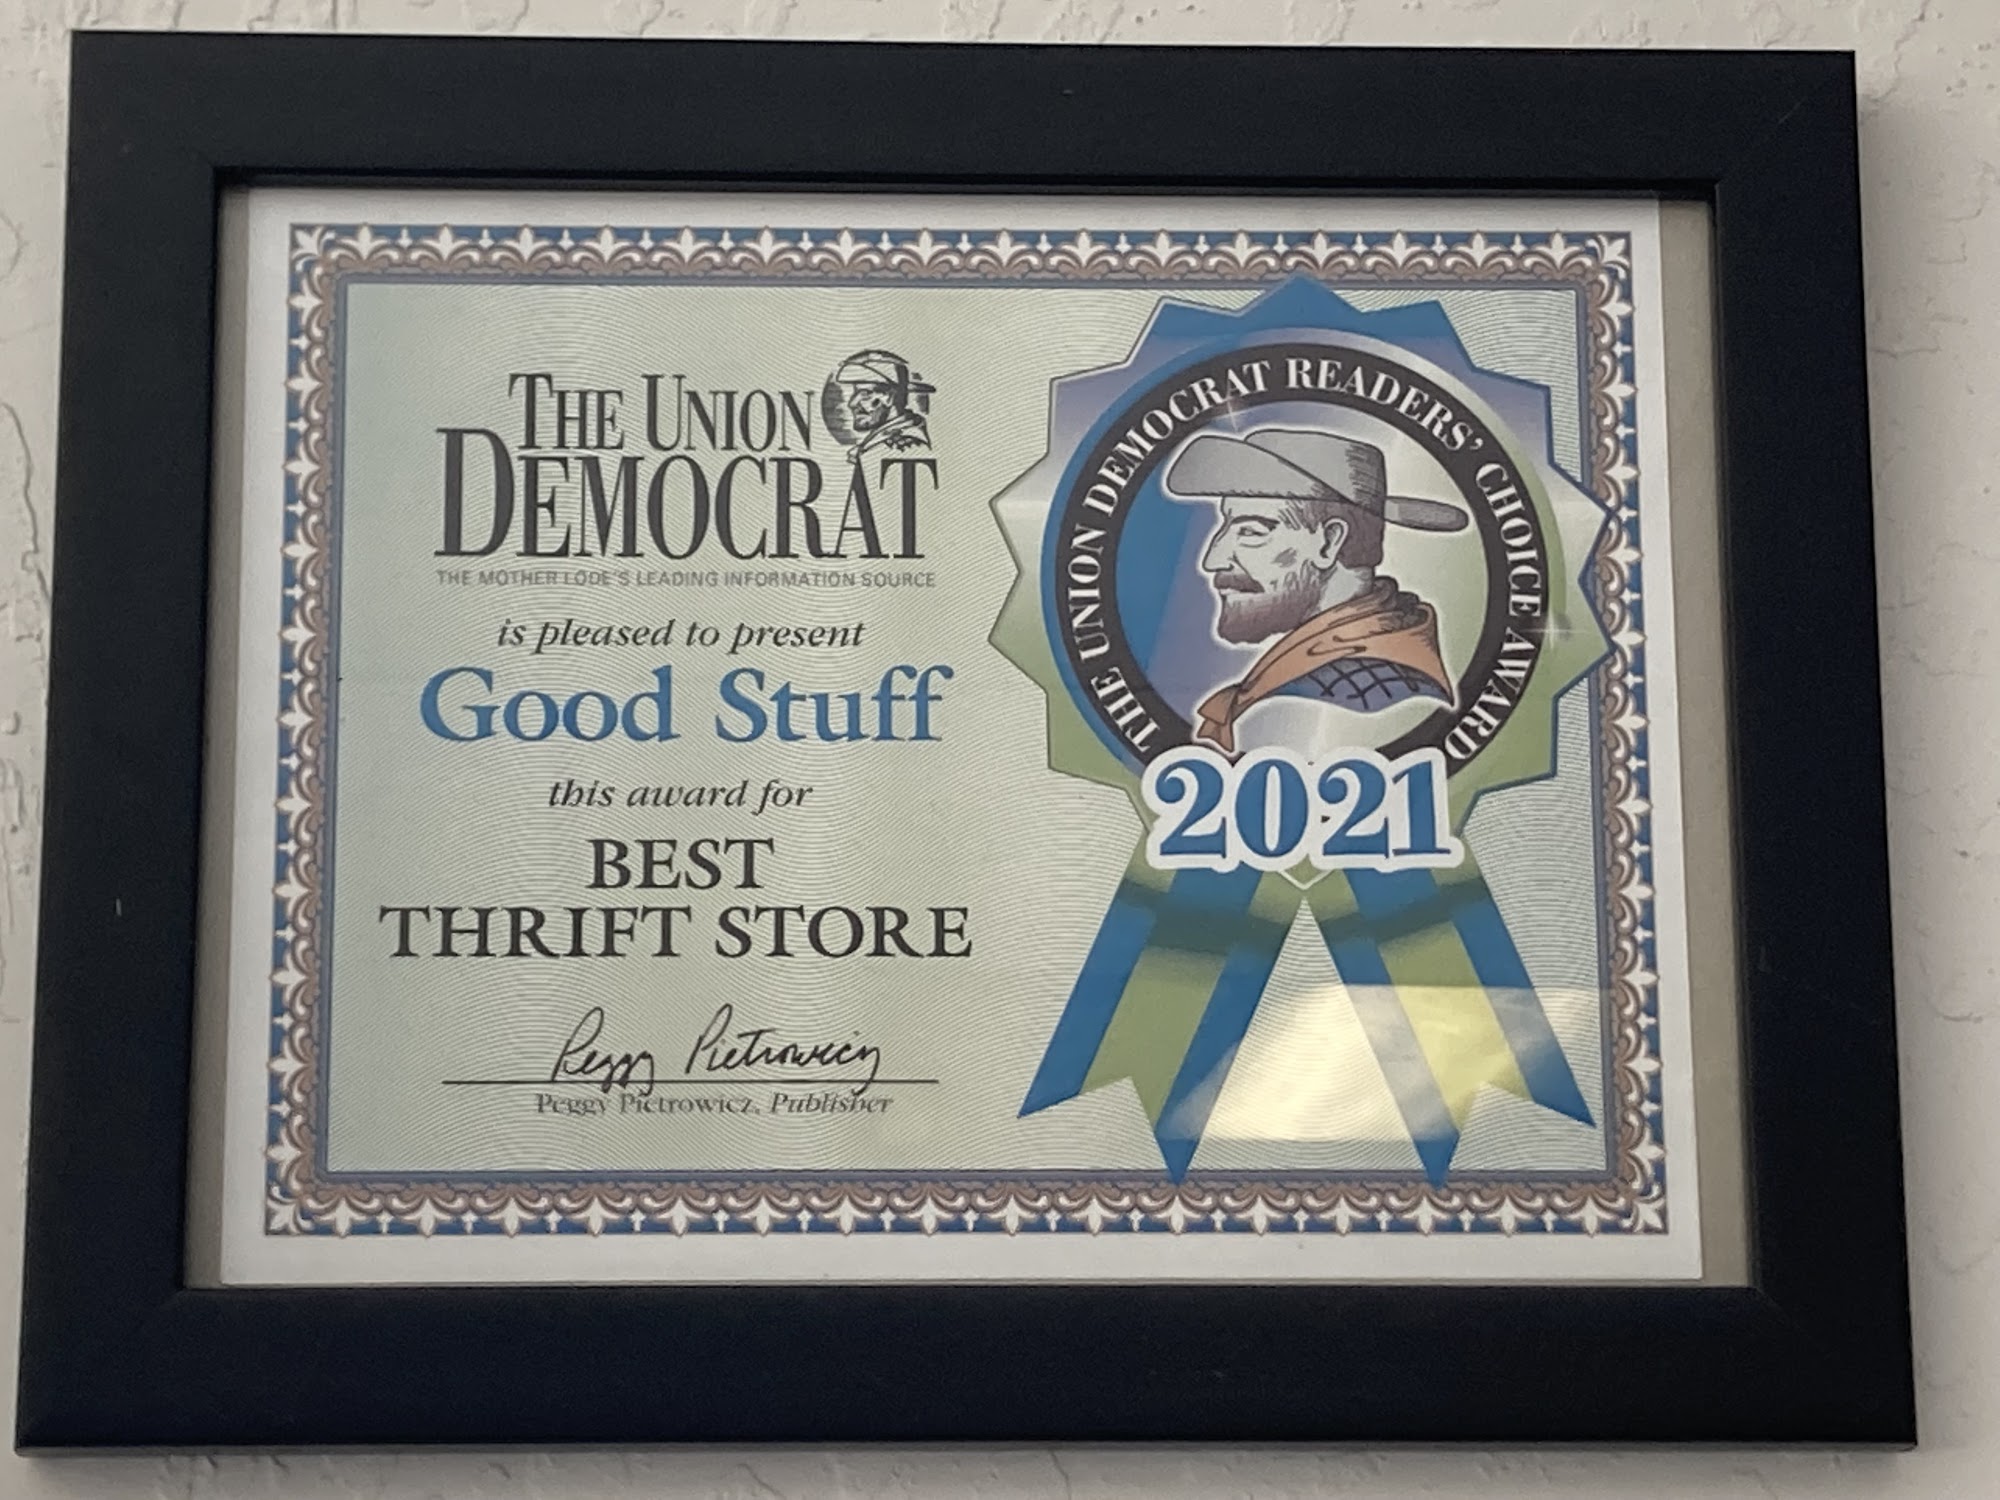 THE UNION
DEMOCRAT
THE MOTHER LODE'S LEADING INFORMATION SOURCE
is pleased to present
Good Stuff
this award for
BEST
THRIFT STORE
Peggy Pietrowicz
Peggy Pietrowicz, Publisher
THE UNION DEMOCRAT READERS' CHOICE AWARD
2021